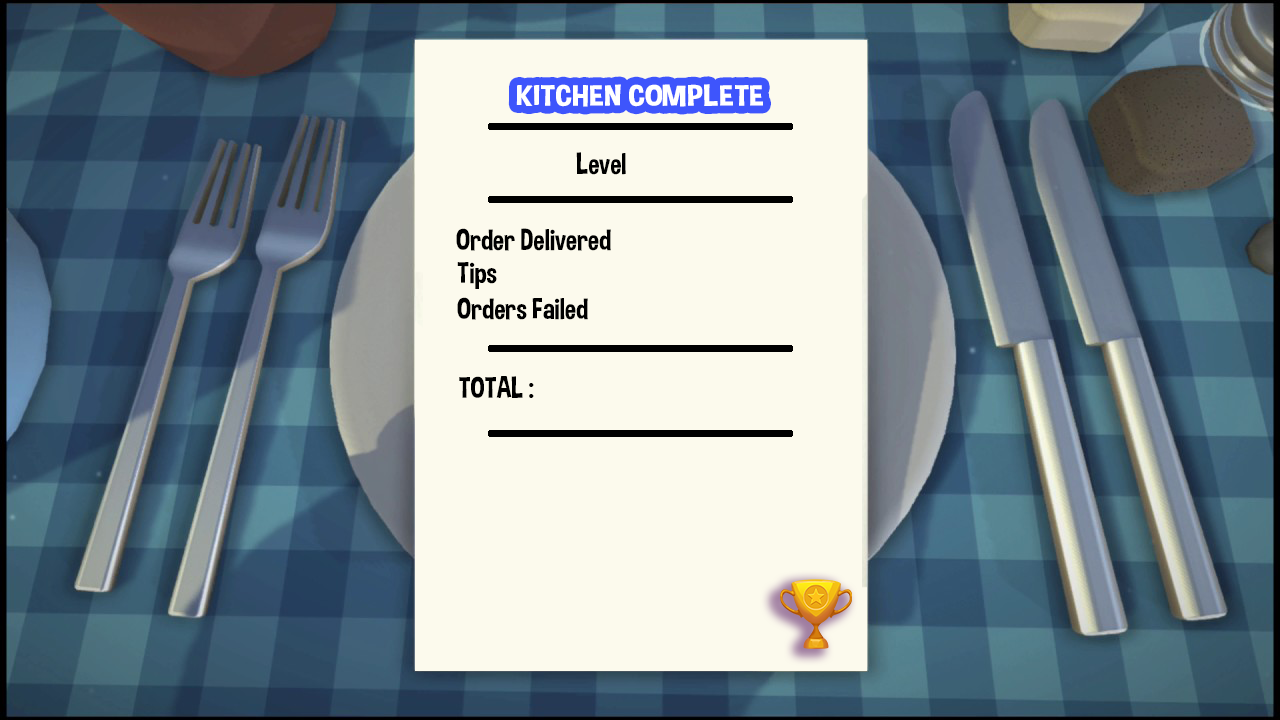 KITCHEN COMPLETE
Level
Order Delivered
Tips
Orders Failed
TOTAL :